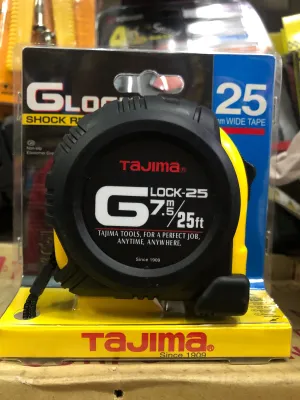 GLOCK
25
SHOCK RE
mm WIDE TAPE
TAJIMA®
G LOCK-25
7.5m/25ft
TAJIMA TOOLS, FOR A PERFECT JOB,
ANYTIME, ANYWHERE.
Since 1909
TAJIMA®
Since 1909